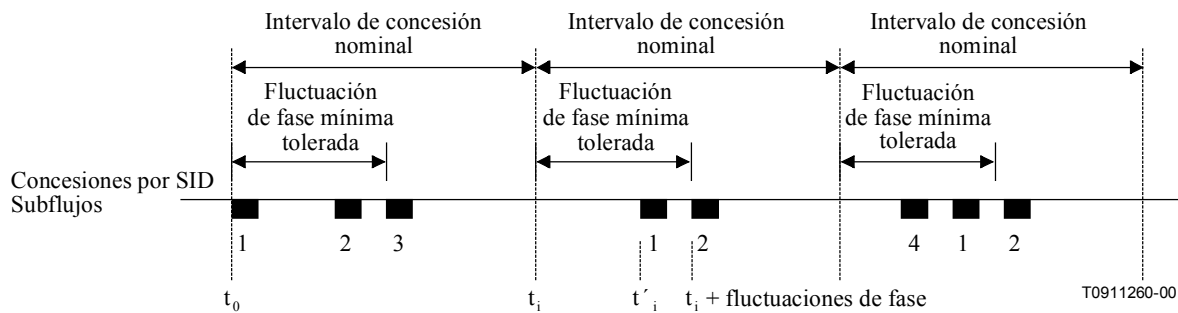 Intervalo de concesión
nominal
Intervalo de concesión
nominal
Intervalo de concesión
nominal
Fluctuación
de fase mínima
tolerada
Fluctuación
de fase mínima
tolerada
Fluctuación
de fase mínima
tolerada
Concesiones por SID
Subflujos
1 2 3 1 2 4 1 2
t₀ tᵢ t´ᵢ tᵢ + fluctuaciones de fase
T0911260-00